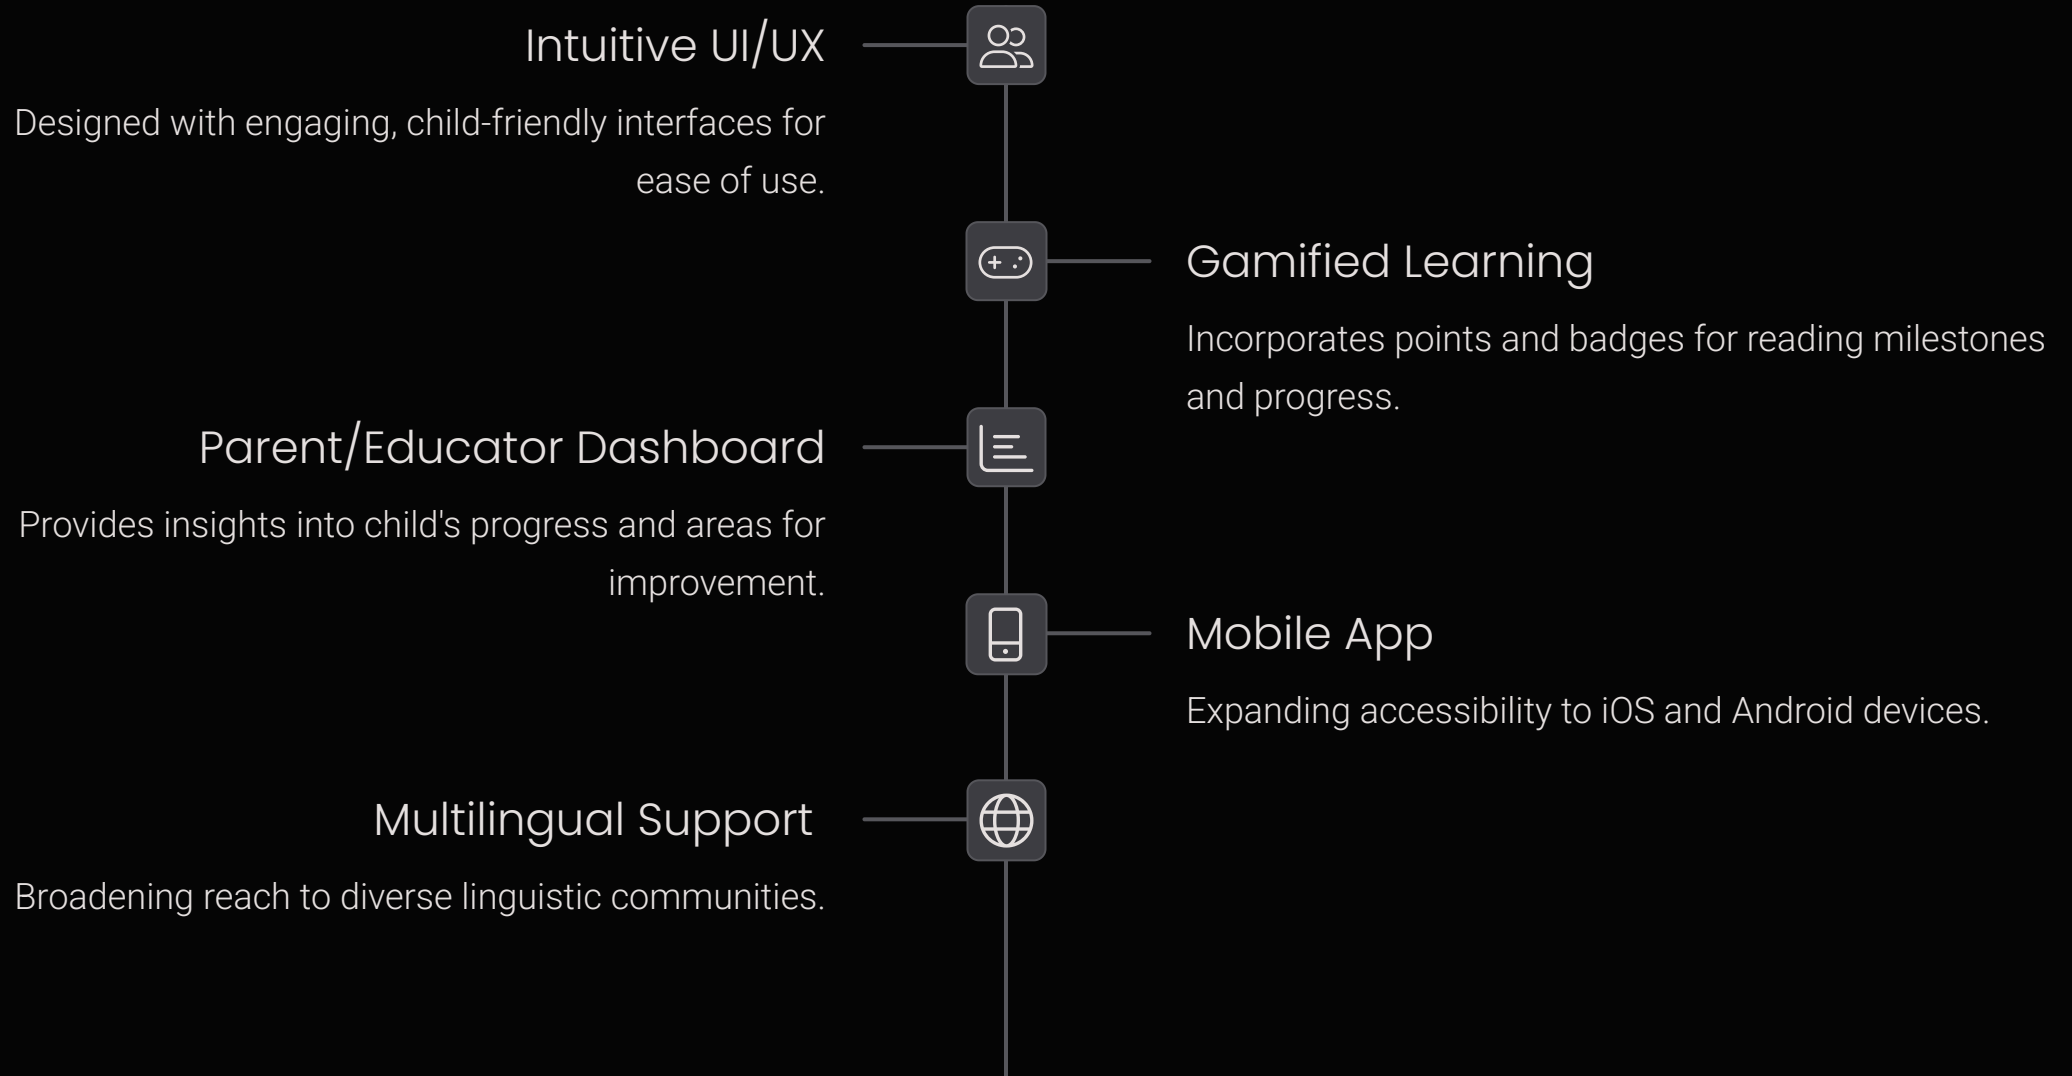 Intuitive UI/UX
Designed with engaging, child-friendly interfaces for
ease of use.
Gamified Learning
Incorporates points and badges for reading milestones
and progress.
Parent/Educator Dashboard
Provides insights into child's progress and areas for
improvement.
Mobile App
Expanding accessibility to iOS and Android devices.
Multilingual Support
Broadening reach to diverse linguistic communities.